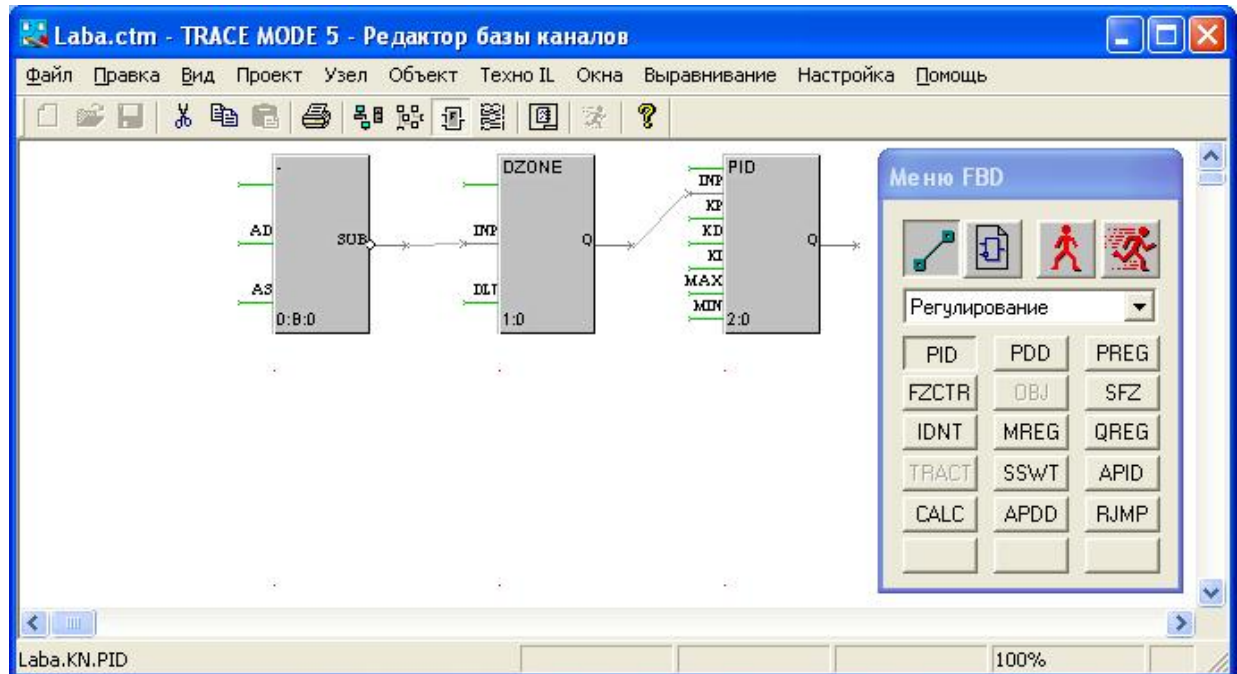 Laba.ctm - TRACE MODE 5 - Редактор базы каналов
Файл Правка Вид Проект Узел Объект Техно IL Окна Выравнивание Настройка Помощь
-
AD
AS
SUB
0:B:0
DZONE
INP
DLT
Q
1:0
PID
INP
KP
KD
KI
MAX
MIN
Q
2:0
Меню FBD
Регулирование
PID PDD PREG
FZCTR OBJ SFZ
IDNT MREG QREG
TRACT SSWT APID
CALC APDD RJMP
Laba.KN.PID 100%